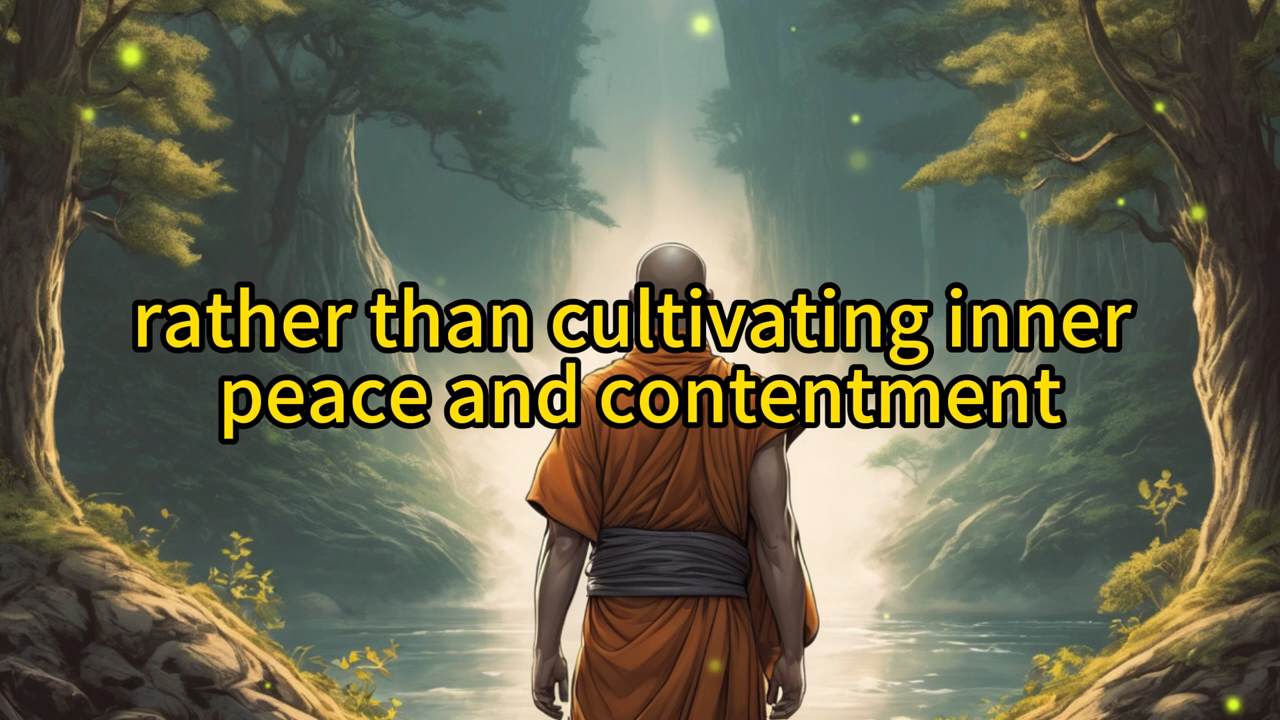 rather than cultivating inner
peace and contentment